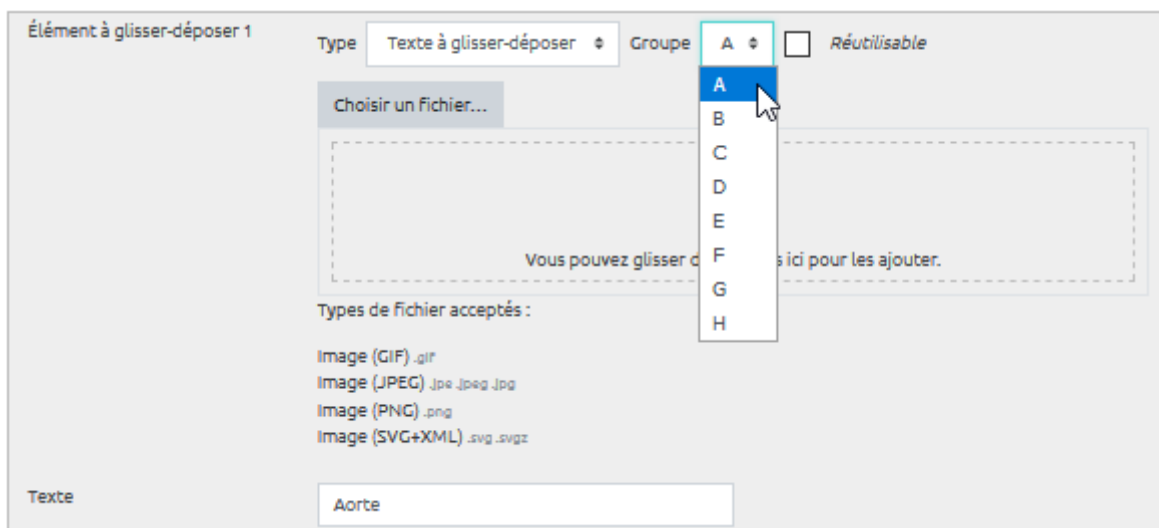 Élément à glisser-déposer 1
Type Texte à glisser-déposer Groupe A Réutilisable
A
Choisir un fichier...
B
C
D
E
Vous pouvez glisser d F s ici pour les ajouter.
G
Types de fichier acceptés :
H
Image (GIF) .gif
Image (JPEG) .jpe .jpeg .jpg
Image (PNG) .png
Image (SVG+XML) .svg .svgz
Texte Aorte